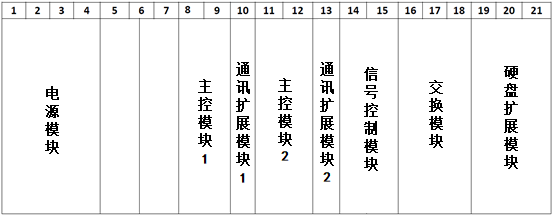 1 2 3 4 5 6 7 8 9 10 11 12 13 14 15 16 17 18 19 20 21
电源模块
主控模块1
通讯扩展模块1
主控模块2
通讯扩展模块2
信号控制模块
交换模块
硬盘扩展模块